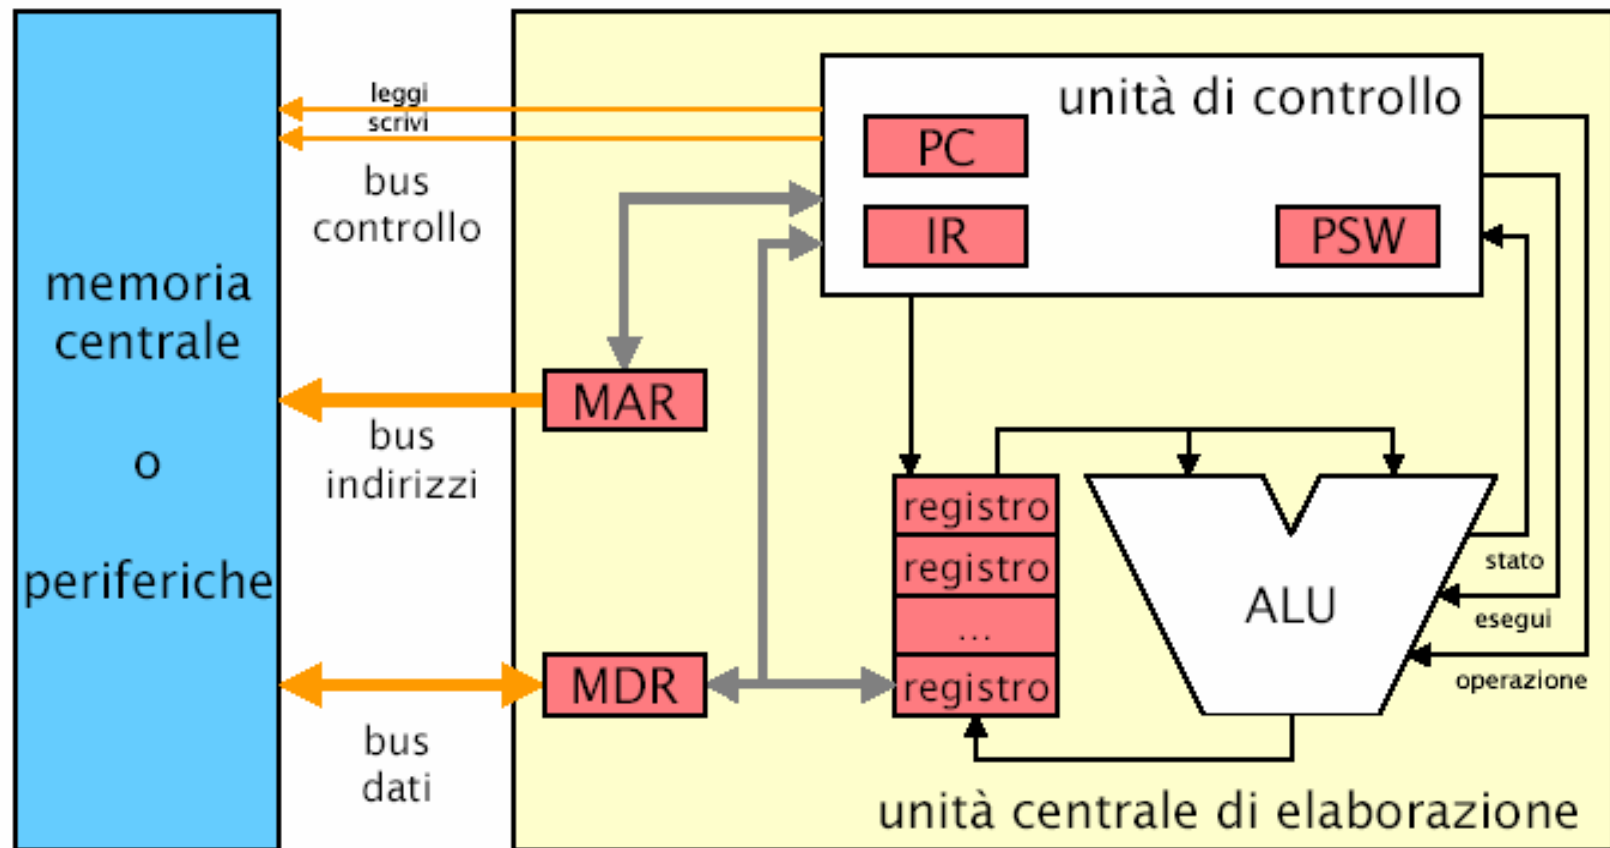 leggi
scrivi
bus
controllo
memoria
centrale
o
periferiche
bus
indirizzi
bus
dati
unità di controllo
PC
IR
PSW
MAR
MDR
registro
registro
...
registro
ALU
stato
esegui
operazione
unità centrale di elaborazione